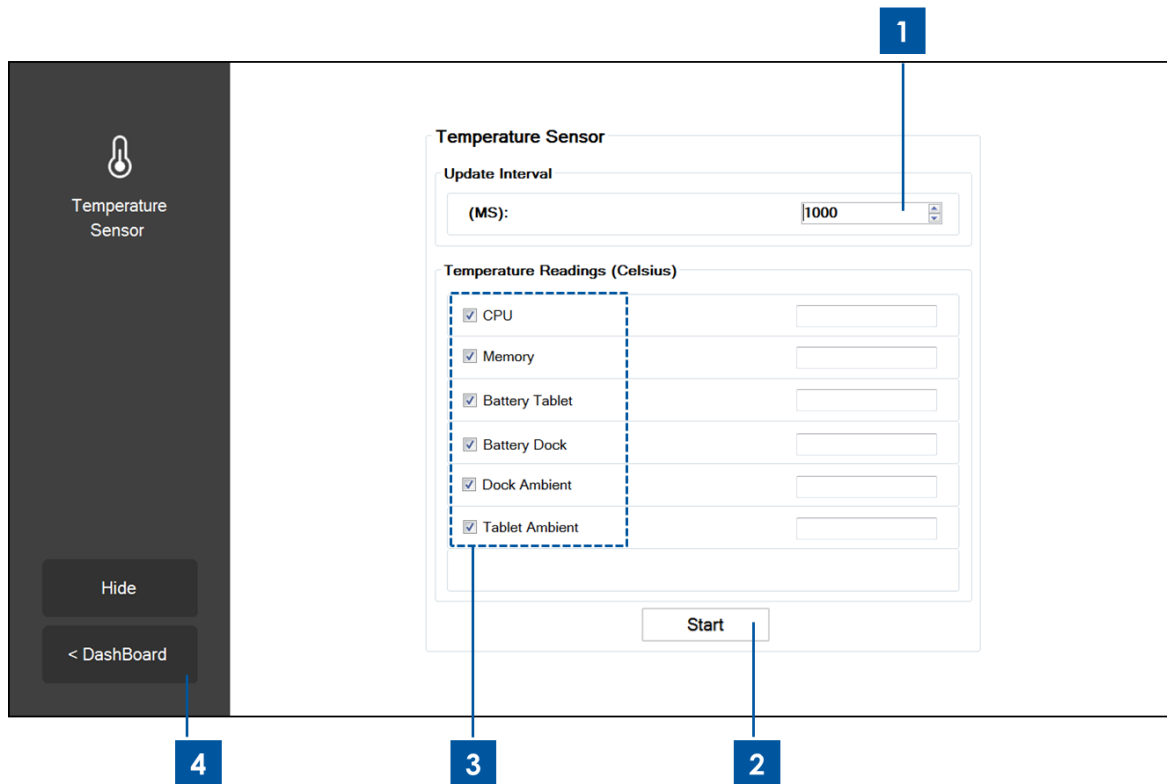 1
Temperature
Sensor
Temperature Sensor
Update Interval
(MS):
1000
Temperature Readings (Celsius)
CPU
Memory
Battery Tablet
Battery Dock
Dock Ambient
Tablet Ambient
Hide
Start
< DashBoard
4
3
2